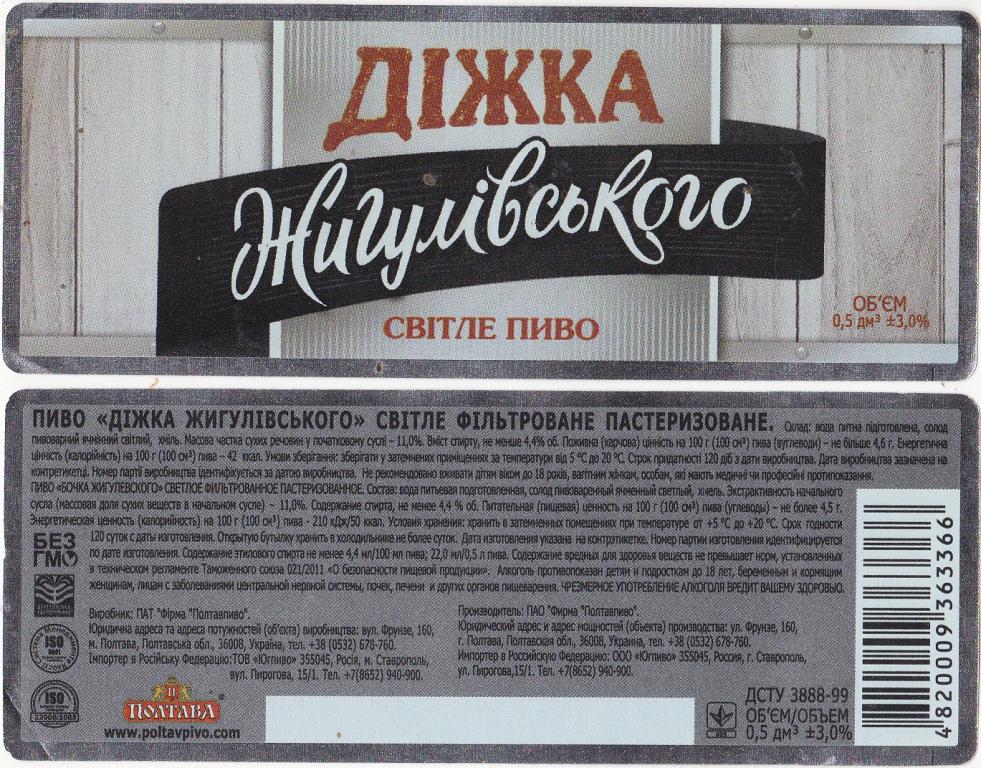 ДІЖКА
Жигулівського
СВІТЛЕ ПИВО
ОБ'ЄМ
0,5 дм³ ±3,0%
ПИВО «ДІЖКА ЖИГУЛІВСЬКОГО» СВІТЛЕ ФІЛЬТРОВАНЕ ПАСТЕРИЗОВАНЕ. Склад: вода питна підготовлена, солод
пивоварний ячмінний світлий, хміль. Масова частка сухих речовин у початковому суслі – 11,0%. Вміст спирту, не менше 4,4% об. Поживна (харчова) цінність на 100 г (100 см³) пива (вуглеводи) – не більше 4,6 г. Енергетична
цінність (калорійність) на 100 г (100 см³) пива – 42 ккал. Умови зберігання: зберігати у затемнених приміщеннях за температури від 5 °С до 20 °С. Строк придатності 120 діб з дати виробництва. Дата виробництва зазначена на
контретикетці. Номер партії виробництва ідентифікується за датою виробництва. Не рекомендовано вживати дітям віком до 18 років, вагітним жінкам, особам, які мають медичні чи професійні протипоказання.
ПИВО «БОЧКА ЖИГУЛЕВСКОГО» СВЕТЛОЕ ФИЛЬТРОВАННОЕ ПАСТЕРИЗОВАННОЕ. Состав: вода питьевая подготовленная, солод пивоваренный ячменный светлый, хмель. Экстрактивность начального
сусла (массовая доля сухих веществ в начальном сусле) – 11,0%. Содержание спирта, не менее 4,4 % об. Питательная (пищевая) ценность на 100 г (100 см³) пива (углеводы) – не более 4,5 г.
Энергетическая ценность (калорийность) на 100 г (100 см³) пива - 210 кДж/50 ккал. Условия хранения: хранить в затемненных помещениях при температуре от +5 °С до +20 °С. Срок годности
120 суток с даты изготовления. Открытую бутылку хранить в холодильнике не более суток. Дата изготовления указана на контрэтикетке. Номер партии изготовления идентифицируется
по дате изготовления. Содержание этилового спирта не менее 4,4 мл/100 мл пива; 22,0 мл/0,5 л пива. Содержание вредных для здоровья веществ не превышает норм, установленных
в техническом регламенте Таможенного союза 021/2011 «О безопасности пищевой продукции». Алкоголь противопоказан детям и подросткам до 18 лет, беременным и кормящим
женщинам, лицам с заболеваниями центральной нервной системы, почек, печени и других органов пищеварения. ЧРЕЗМЕРНОЕ УПОТРЕБЛЕНИЕ АЛКОГОЛЯ ВРЕДИТ ВАШЕМУ ЗДОРОВЬЮ.
БЕЗ
ГМО
ISO
9001
ISO
22000:2005
Виробник: ПАТ "Фірма "Полтавпиво".
Юридична адреса та адреса потужностей (об'єкта) виробництва: вул. Фрунзе, 160,
м. Полтава, Полтавська обл., 36008, Україна, тел. +38 (0532) 678-760.
Імпортер в Російську Федерацію:ТОВ «Югпиво» 355045, Росія, м. Ставрополь,
вул. Пирогова, 15/1. Тел. +7(8652) 940-900.
Производитель: ПАО "Фирма "Полтавпиво".
Юридический адрес и адрес мощностей (объекта) производства: ул. Фрунзе, 160,
г. Полтава, Полтавская обл., 36008, Украина, тел. +38 (0532) 678-760.
Импортер в Российскую Федерацию: ООО «Югпиво» 355045, Россия, г. Ставрополь,
ул. Пирогова,15/1. Тел. +7(8652) 940-900.
ПОЛТАВА
www.poltavpivo.com
ДСТУ 3888-99
ОБ'ЄМ/ОБЪЕМ
0,5 дм³ ±3,0%
4 820009 363366